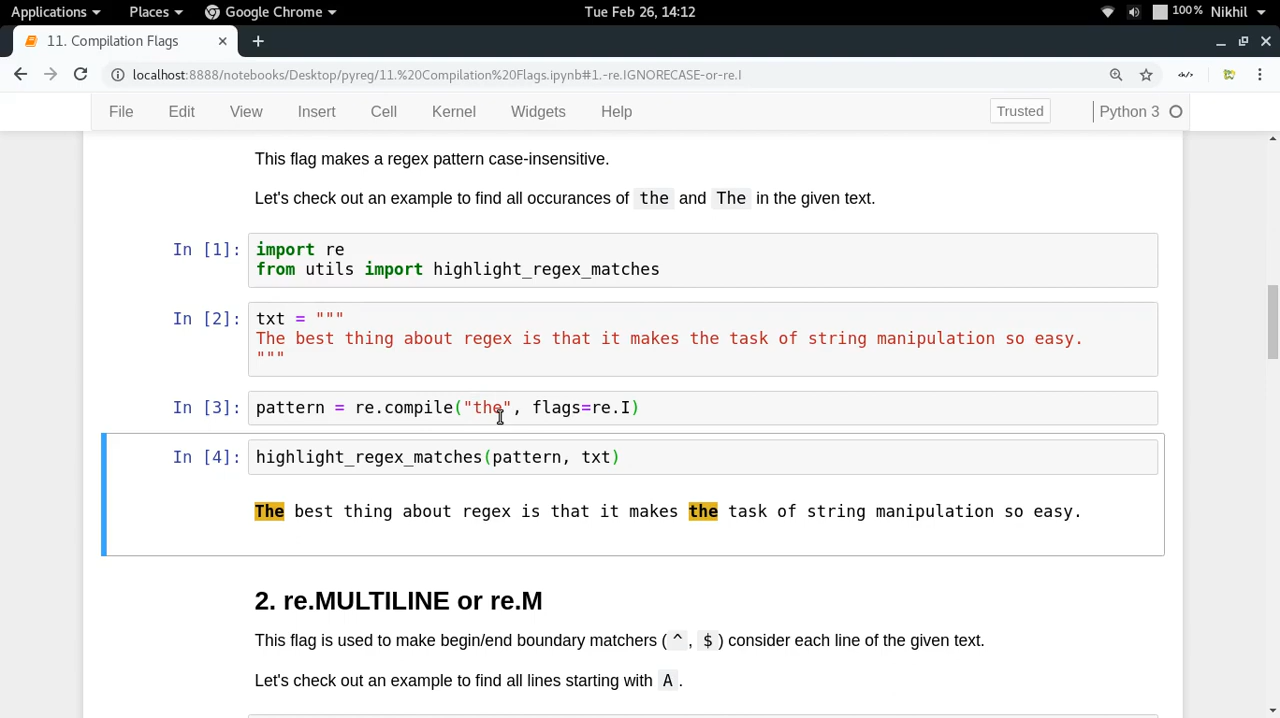 Applications Places Google Chrome Tue Feb 26, 14:12 100% Nikhil
11. Compilation Flags
localhost:8888/notebooks/Desktop/pyreg/11.%20Compilation%20Flags.ipynb#1.-re.IGNORECASE-or-re.I
File Edit View Insert Cell Kernel Widgets Help Trusted Python 3
This flag makes a regex pattern case-insensitive.
Let's check out an example to find all occurances of the and The in the given text.
In [1]: import re
from utils import highlight_regex_matches
In [2]: txt = """
The best thing about regex is that it makes the task of string manipulation so easy.
"""
In [3]: pattern = re.compile("the", flags=re.I)
In [4]: highlight_regex_matches(pattern, txt)
The best thing about regex is that it makes the task of string manipulation so easy.
2. re.MULTILINE or re.M
This flag is used to make begin/end boundary matchers ( ^ , $ ) consider each line of the given text.
Let's check out an example to find all lines starting with A .